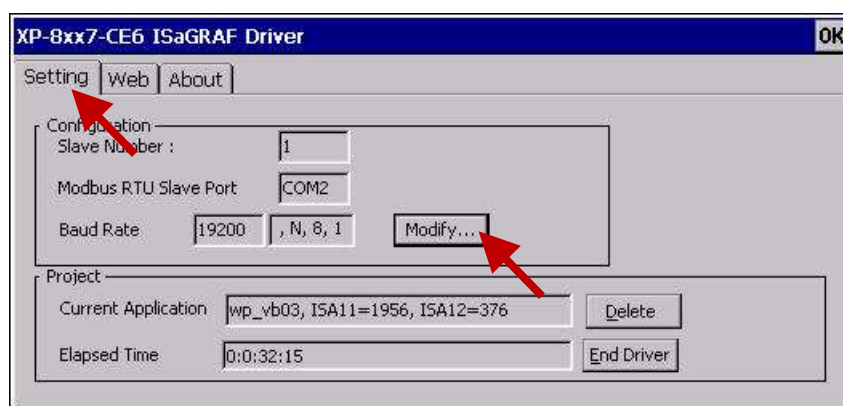 XP-8xx7-CE6 ISaGRAF Driver OK
Setting Web About
Configuration
Slave Number : 1
Modbus RTU Slave Port COM2
Baud Rate 19200 , N, 8, 1 Modify...
Project
Current Application wp_vb03, ISA11=1956, ISA12=376 Delete
Elapsed Time 0:0:32:15 End Driver